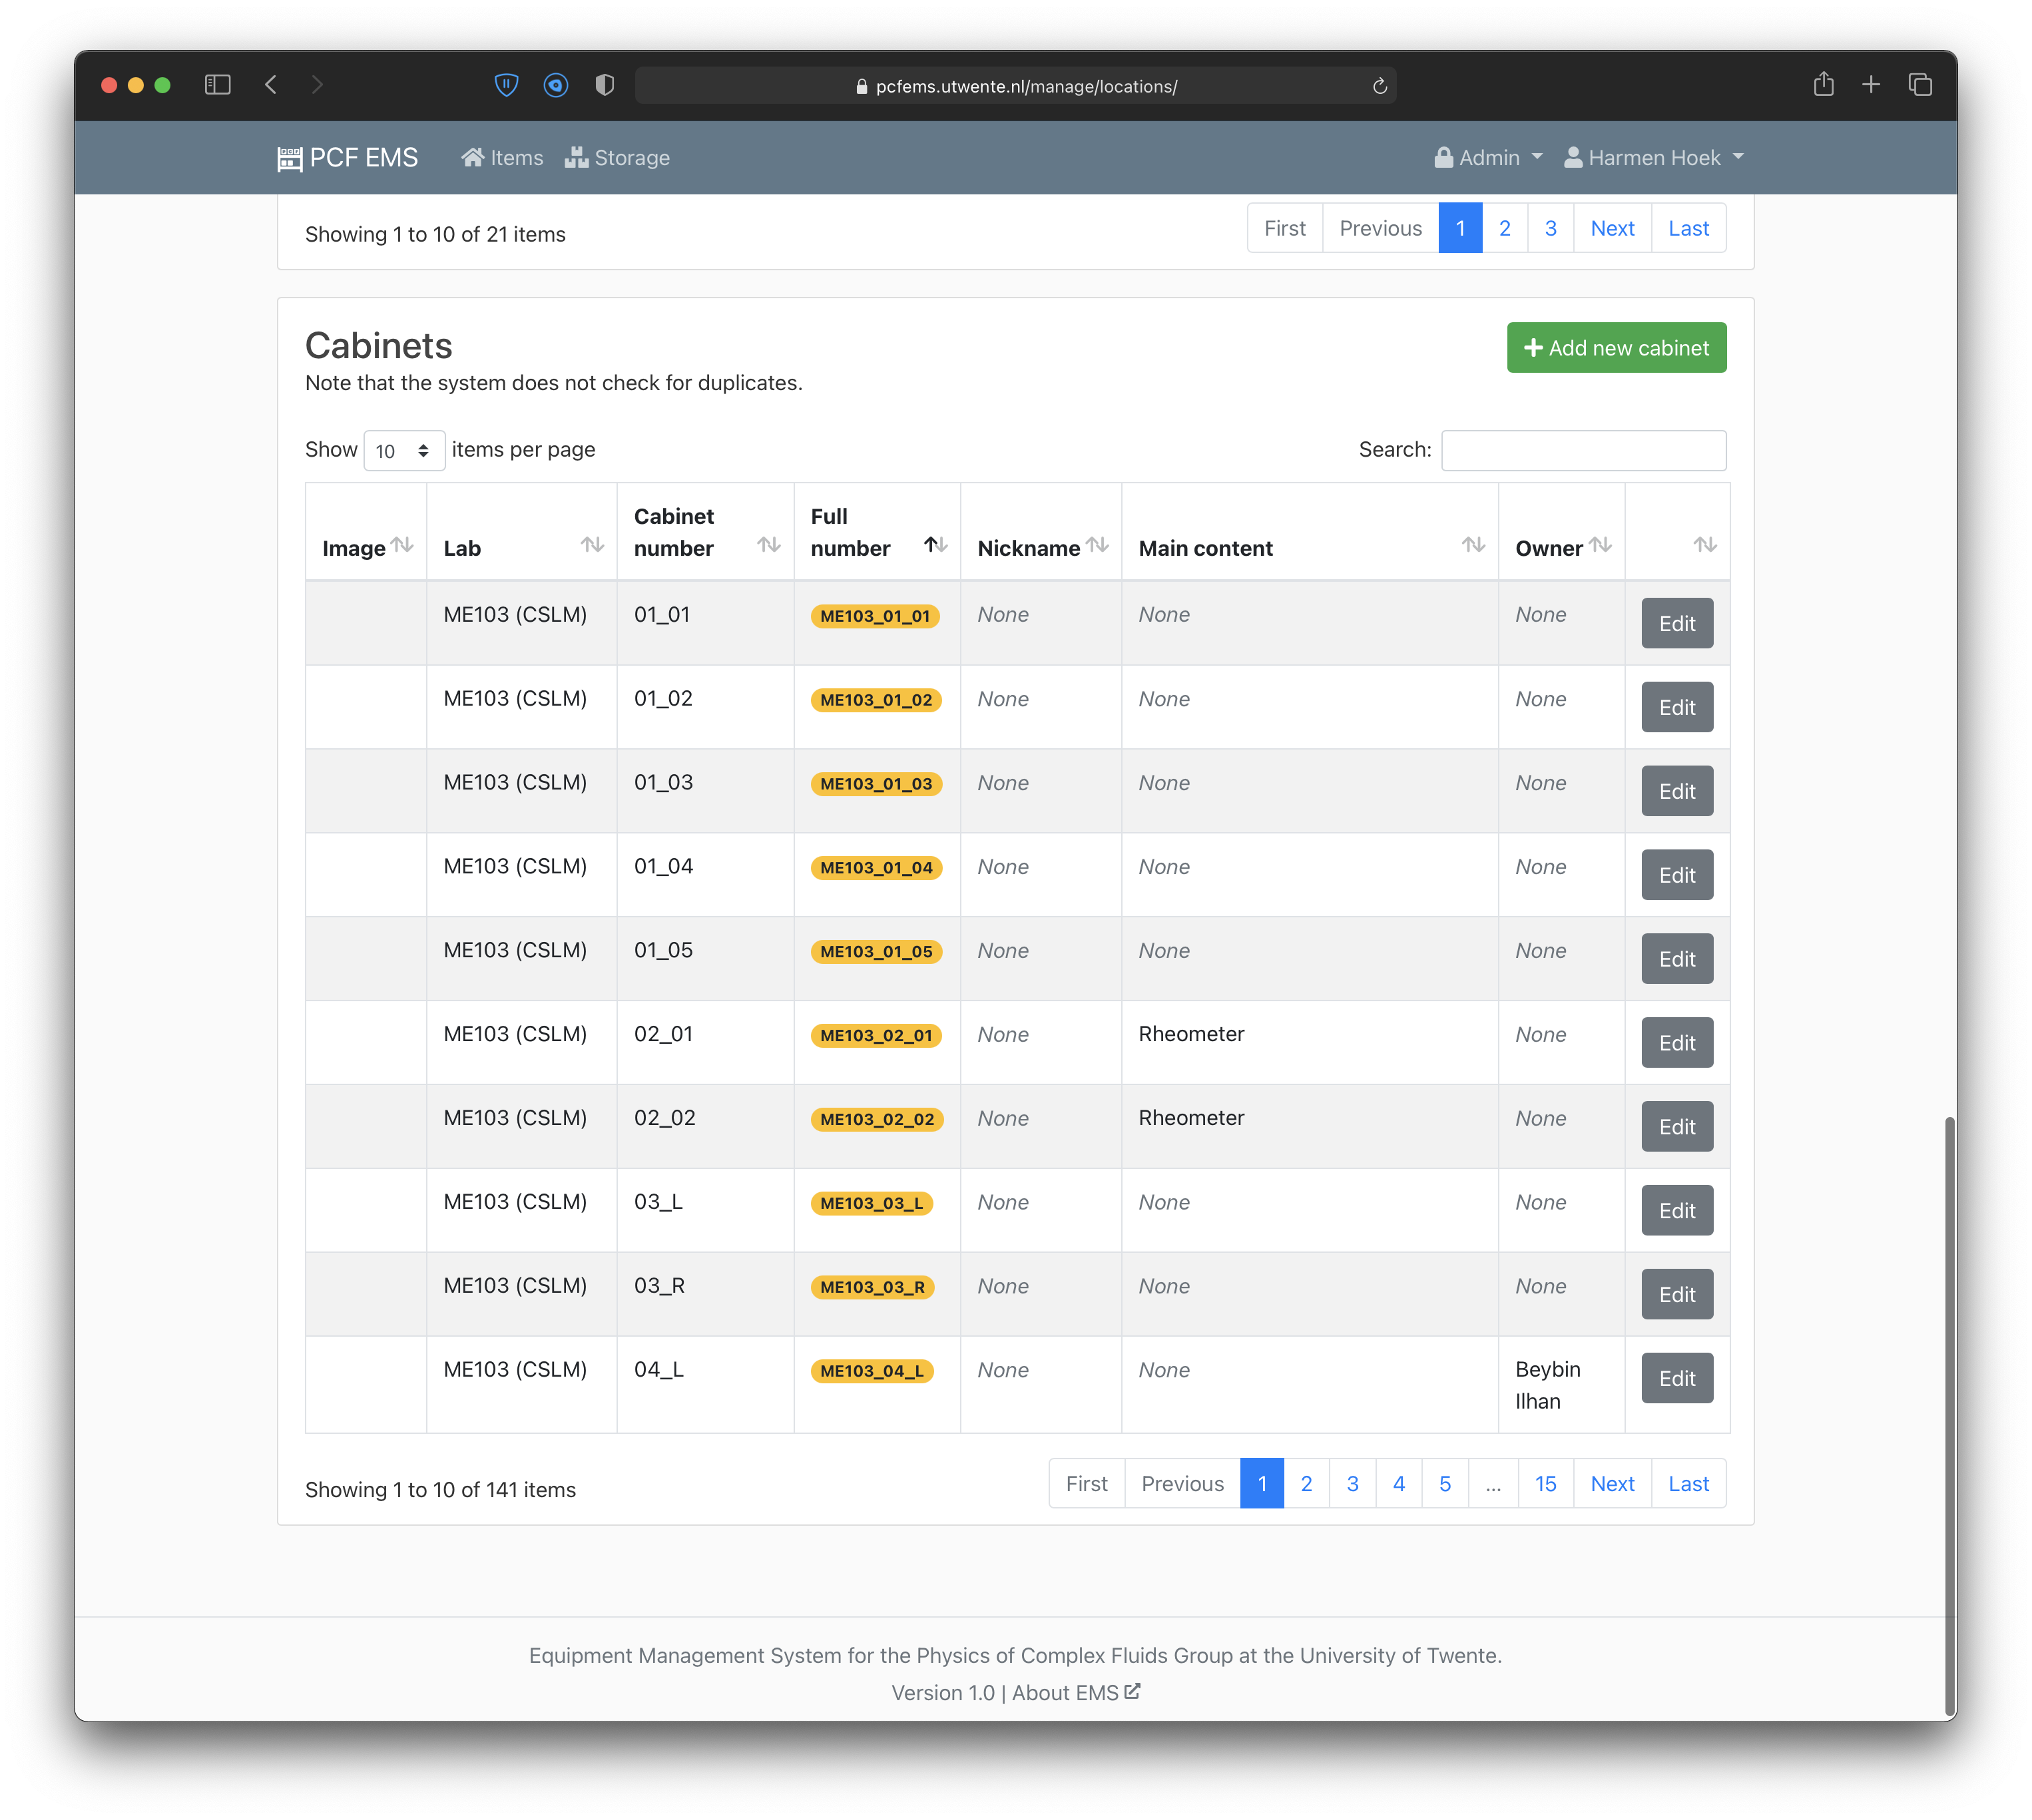 pcfems.utwente.nl/manage/locations/
PCF EMS Items Storage Admin Harmen Hoek
Showing 1 to 10 of 21 items First Previous 1 2 3 Next Last
Cabinets
Add new cabinet
Note that the system does not check for duplicates.
Show 10 items per page Search:
Image Lab Cabinet number Full number Nickname Main content Owner
ME103 (CSLM) 01_01 ME103_01_01 None None None Edit
ME103 (CSLM) 01_02 ME103_01_02 None None None Edit
ME103 (CSLM) 01_03 ME103_01_03 None None None Edit
ME103 (CSLM) 01_04 ME103_01_04 None None None Edit
ME103 (CSLM) 01_05 ME103_01_05 None None None Edit
ME103 (CSLM) 02_01 ME103_02_01 None Rheometer None Edit
ME103 (CSLM) 02_02 ME103_02_02 None Rheometer None Edit
ME103 (CSLM) 03_L ME103_03_L None None None Edit
ME103 (CSLM) 03_R ME103_03_R None None None Edit
ME103 (CSLM) 04_L ME103_04_L None None Beybin Ilhan Edit
Showing 1 to 10 of 141 items First Previous 1 2 3 4 5 ... 15 Next Last
Equipment Management System for the Physics of Complex Fluids Group at the University of Twente.
Version 1.0 | About EMS